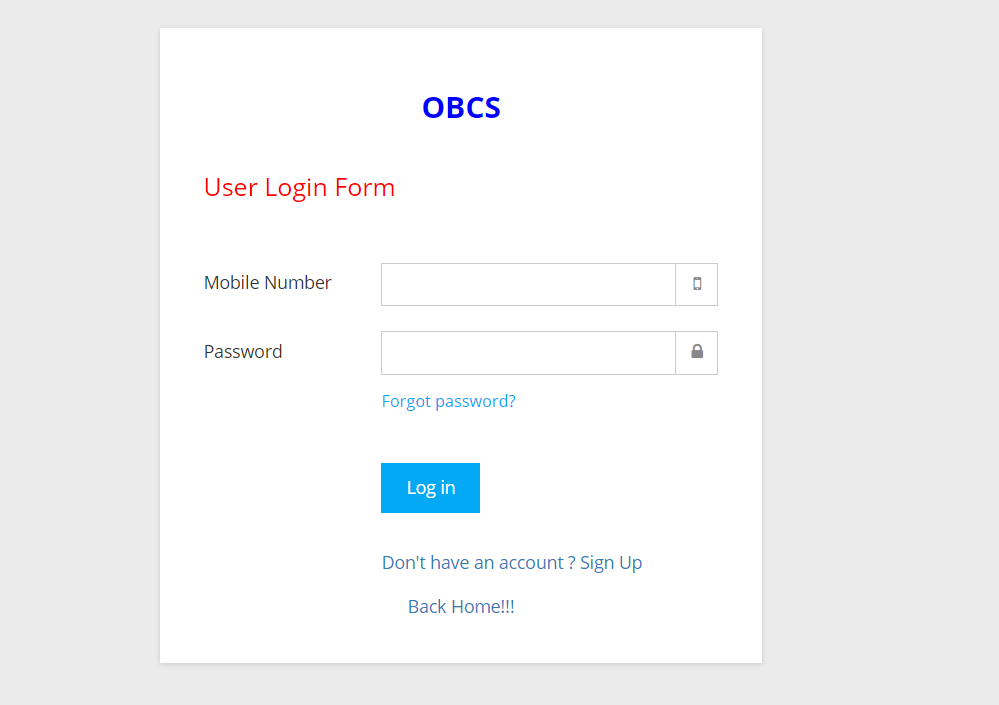 OBCS
User Login Form
Mobile Number
Password
Forgot password?
Log in
Don't have an account ? Sign Up
Back Home!!!